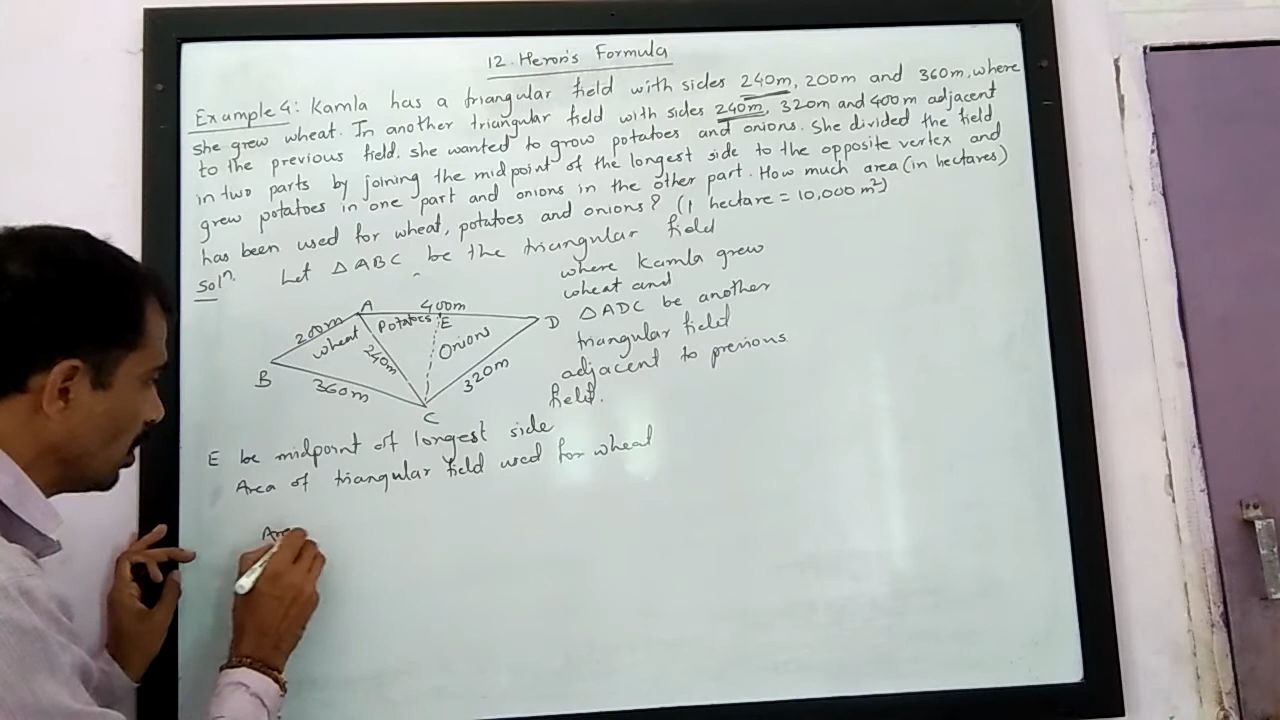 12. Heron's Formula
Example 4: Kamla has a triangular field with sides 240m, 200m and 360m, where
she grew wheat. In another triangular field with sides 240m, 320m and 400m adjacent
to the previous field. she wanted to grow potatoes and onions. She divided the field
in two parts by joining the midpoint of the longest side to the opposite vertex and
grew potatoes in one part and onions in the other part. How much area (in hectares)
has been used for wheat, potatoes and onions? (1 hectare = 10,000 m²)
Solⁿ. Let △ABC be the triangular field
where Kamla grew
wheat and
△ADC be another
triangular field
adjacent to previous
field.
A 400m
200m Potatoes E D
wheat 240m Onion
B 360m 320m
C
E be midpoint of longest side
Area of triangular field used for wheat
Are